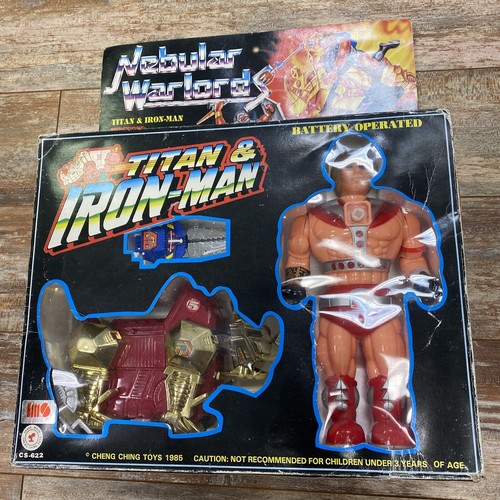 Nebular
Warlord
TITAN & IRON-MAN
BATTERY OPERATED
TITAN &
IRON-MAN
5
CS-622
© CHENG CHING TOYS 1985 CAUTION: NOT RECOMMENDED FOR CHILDREN UNDER 3 YEARS OF AGE.